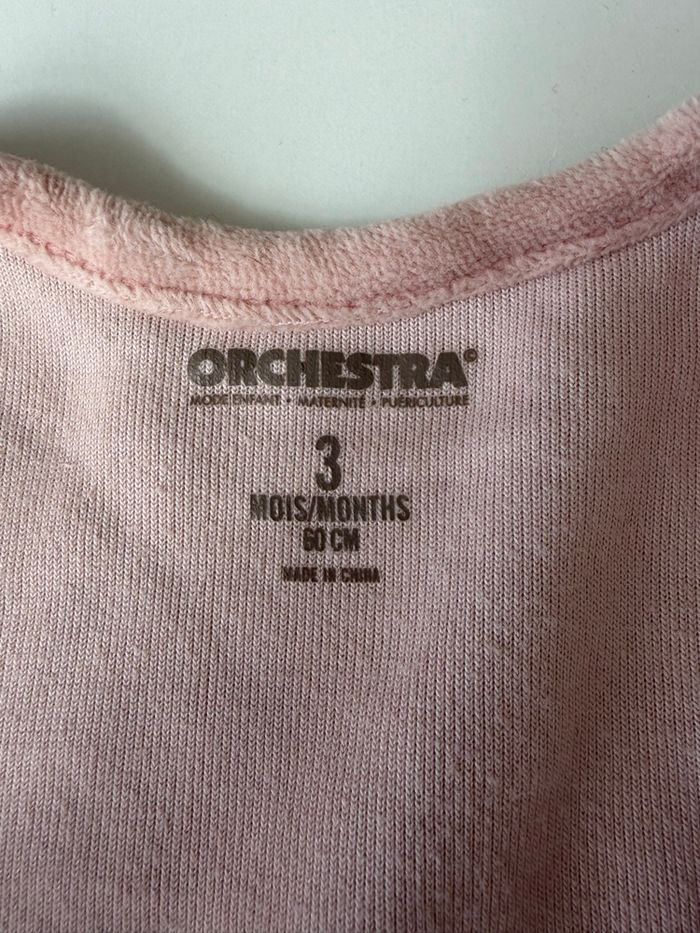 ORCHESTRA©
MODE ENFANT • MATERNITÉ • PUÉRICULTURE
3
MOIS/MONTHS
60 CM
MADE IN CHINA